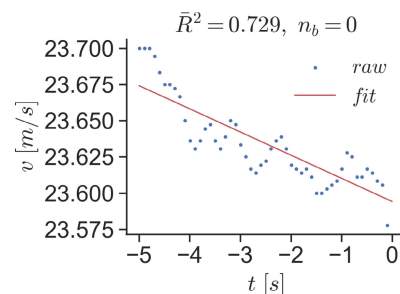 R̄² = 0.729, n_b = 0
23.700
23.675
23.650
23.625
23.600
23.575
v [m/s]
raw
fit
−5 −4 −3 −2 −1 0
t [s]